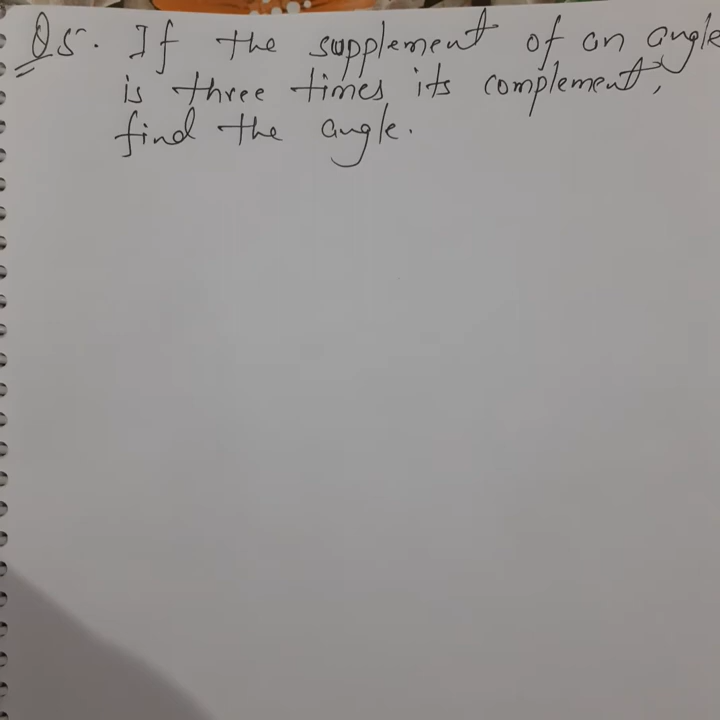 Q5. If the supplement of an angle
is three times its complement,
find the angle.